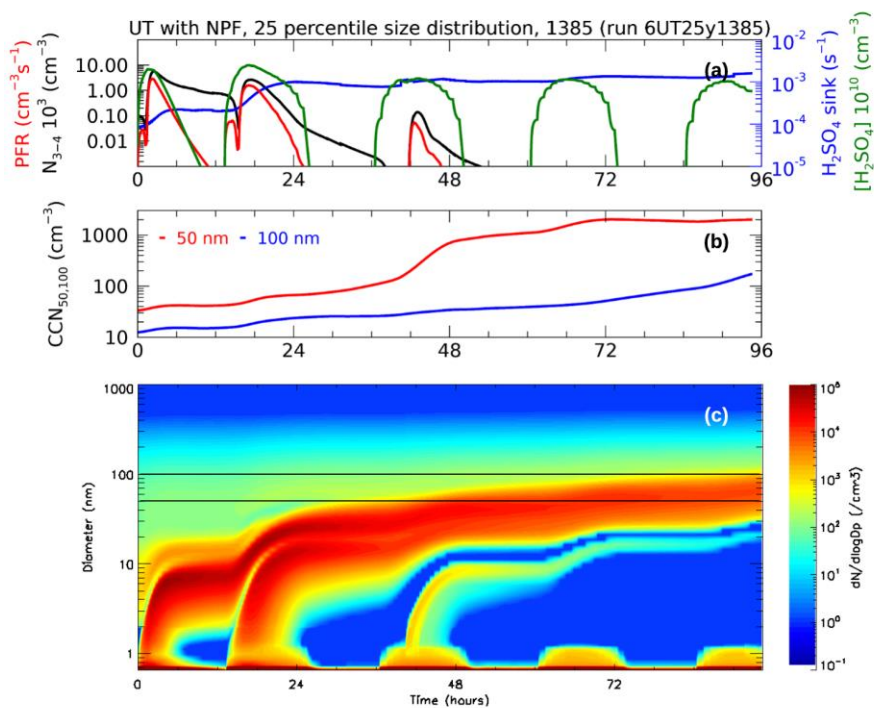 UT with NPF, 25 percentile size distribution, 1385 (run 6UT25y1385)
PFR (cm⁻³s⁻¹)
N₃₋₄ 10³ (cm⁻³)
10.00
1.00
0.10
0.01
(a)
10⁻²
10⁻³
10⁻⁴
10⁻⁵
H₂SO₄ sink (s⁻¹)
[H₂SO₄] 10¹⁰ (cm⁻³)
0 24 48 72 96
CCN₅₀,₁₀₀ (cm⁻³)
1000
100
10
50 nm 100 nm
(b)
0 24 48 72 96
Diameter (nm)
1000
100
10
1
(c)
0 24 48 72
Time (hours)
10⁵
10⁴
10³
10²
10¹
10⁰
10⁻¹
dN/dlogDp (/cm3)